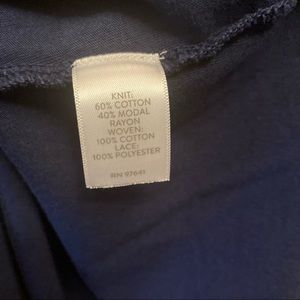 KNIT:
60% COTTON
40% MODAL
RAYON
WOVEN:
100% COTTON
LACE:
100% POLYESTER
RN 97641